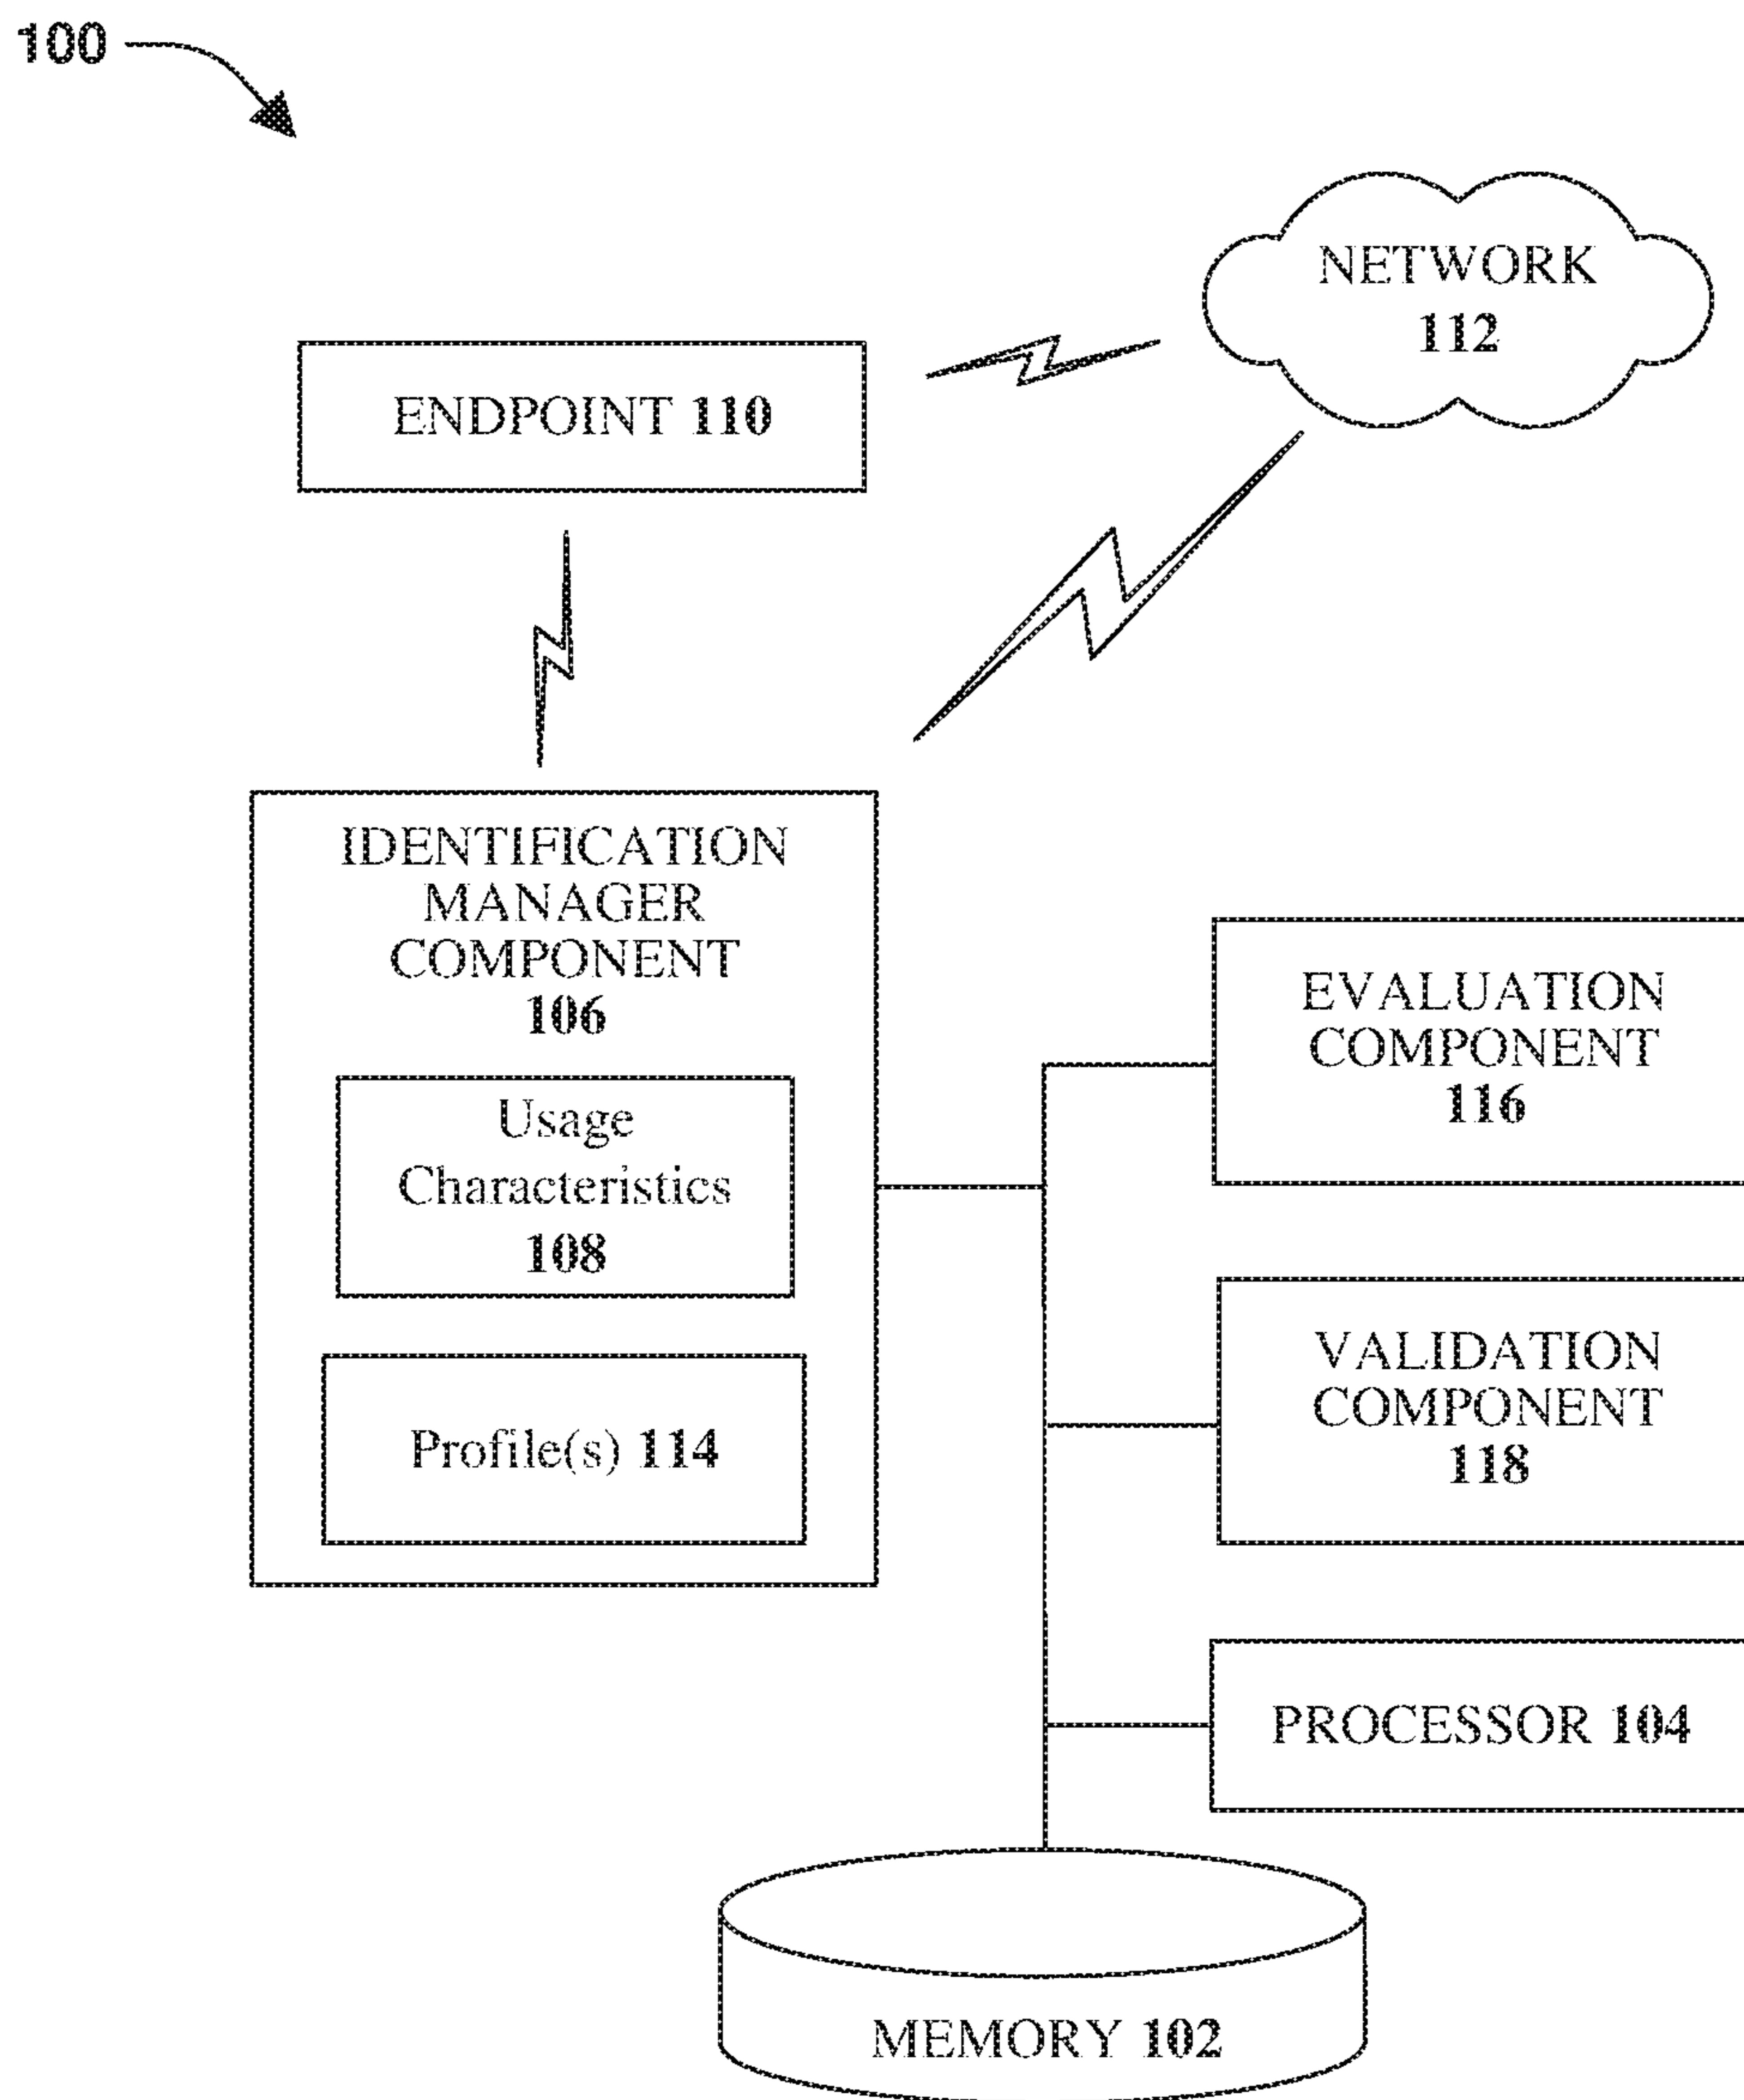 100
NETWORK
112
ENDPOINT 110
IDENTIFICATION
MANAGER
COMPONENT
106
Usage
Characteristics
108
Profile(s) 114
EVALUATION
COMPONENT
116
VALIDATION
COMPONENT
118
PROCESSOR 104
MEMORY 102